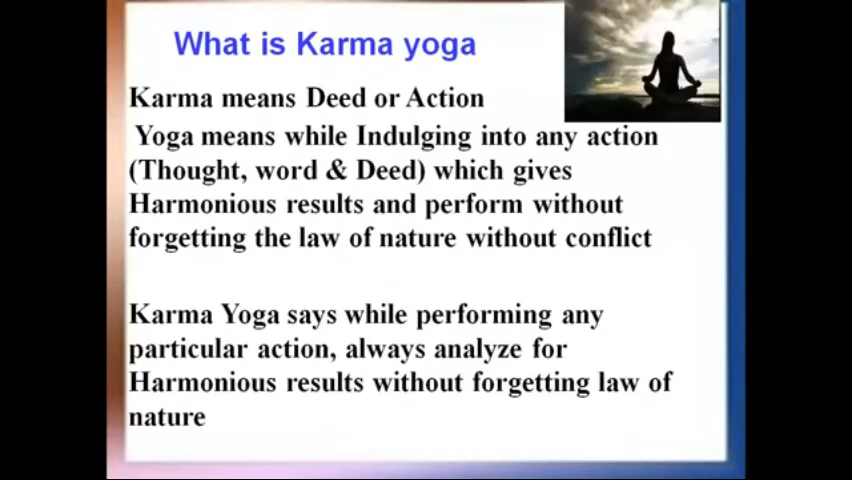 What is Karma yoga
Karma means Deed or Action
Yoga means while Indulging into any action
(Thought, word & Deed) which gives
Harmonious results and perform without
forgetting the law of nature without conflict
Karma Yoga says while performing any
particular action, always analyze for
Harmonious results without forgetting law of
nature